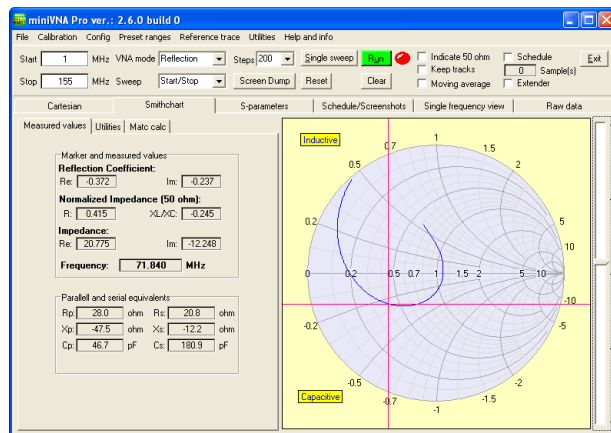 miniVNA Pro ver.: 2.6.0 build 0
File Calibration Config Preset ranges Reference trace Utilities Help and info
Start 1 MHz VNA mode Reflection Steps 200 Single sweep Run Indicate 50 ohm Schedule Exit
Keep tracks 0 Sample(s)
Stop 155 MHz Sweep Start/Stop Screen Dump Reset Clear Moving average Extender
Cartesian Smithchart S-parameters Schedule/Screenshots Single frequency view Raw data
Measured values Utilities Matc calc
Marker and measured values
Reflection Coefficient:
Re: -0.372 Im: -0.237
Normalized Impedance (50 ohm):
R: 0.415 XL/XC: -0.245
Impedance:
Re: 20.775 Im: -12.248
Frequency: 71.840 MHz
Parallell and serial equivalents
Rp: 28.0 ohm Rs: 20.8 ohm
Xp: -47.5 ohm Xs: -12.2 ohm
Cp: 46.7 pF Cs: 180.9 pF
Inductive
0.7 1 1.5
0.5 2
0.2 5
10
0 0.2 0.5 0.7 1 1.5 2 5 10
-10
-0.2 -5
-0.5 -2
Capacitive
-0.7 -1 -1.5